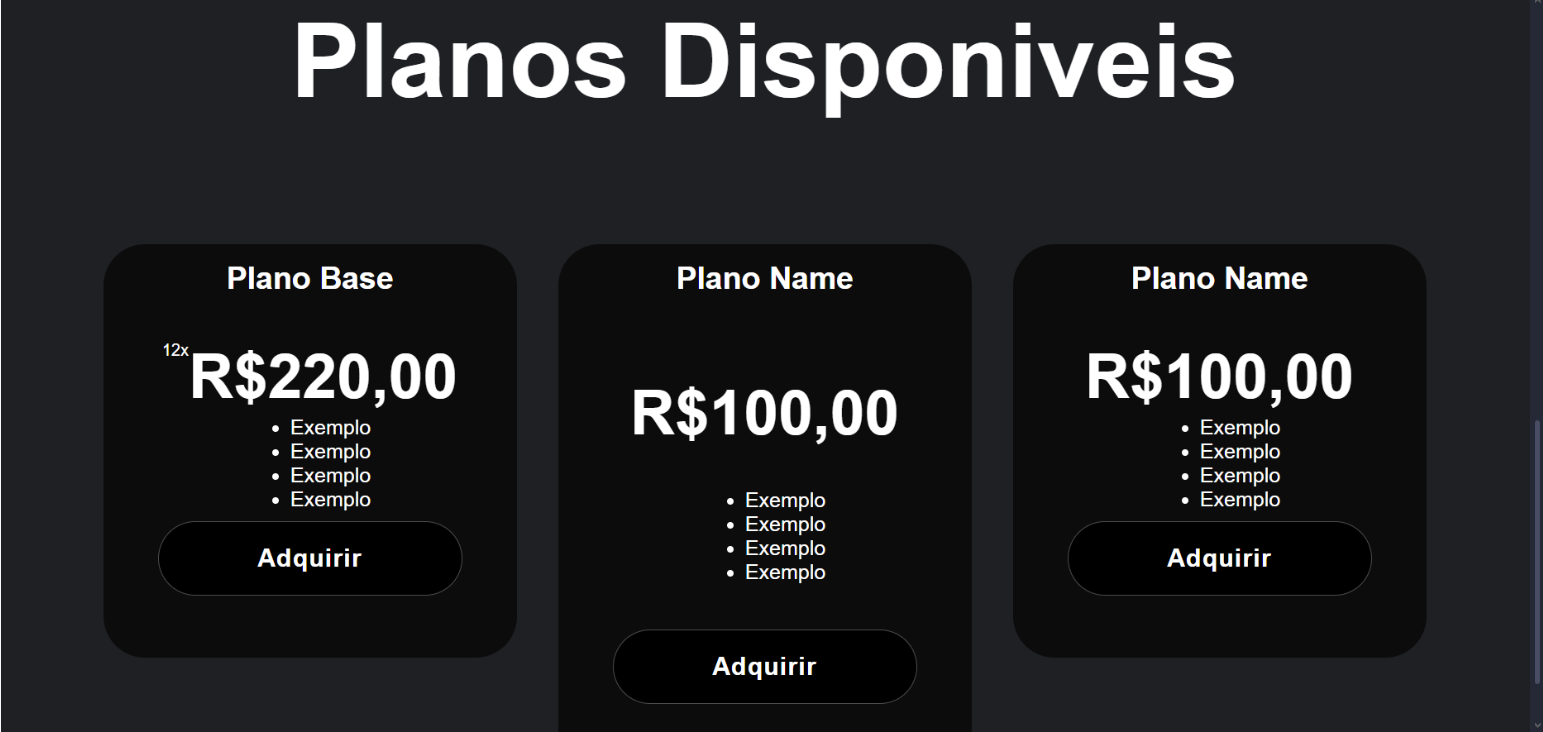 Planos Disponiveis
Plano Base
12x
R$220,00
Exemplo
Exemplo
Exemplo
Exemplo
Adquirir
Plano Name
R$100,00
Exemplo
Exemplo
Exemplo
Exemplo
Adquirir
Plano Name
R$100,00
Exemplo
Exemplo
Exemplo
Exemplo
Adquirir